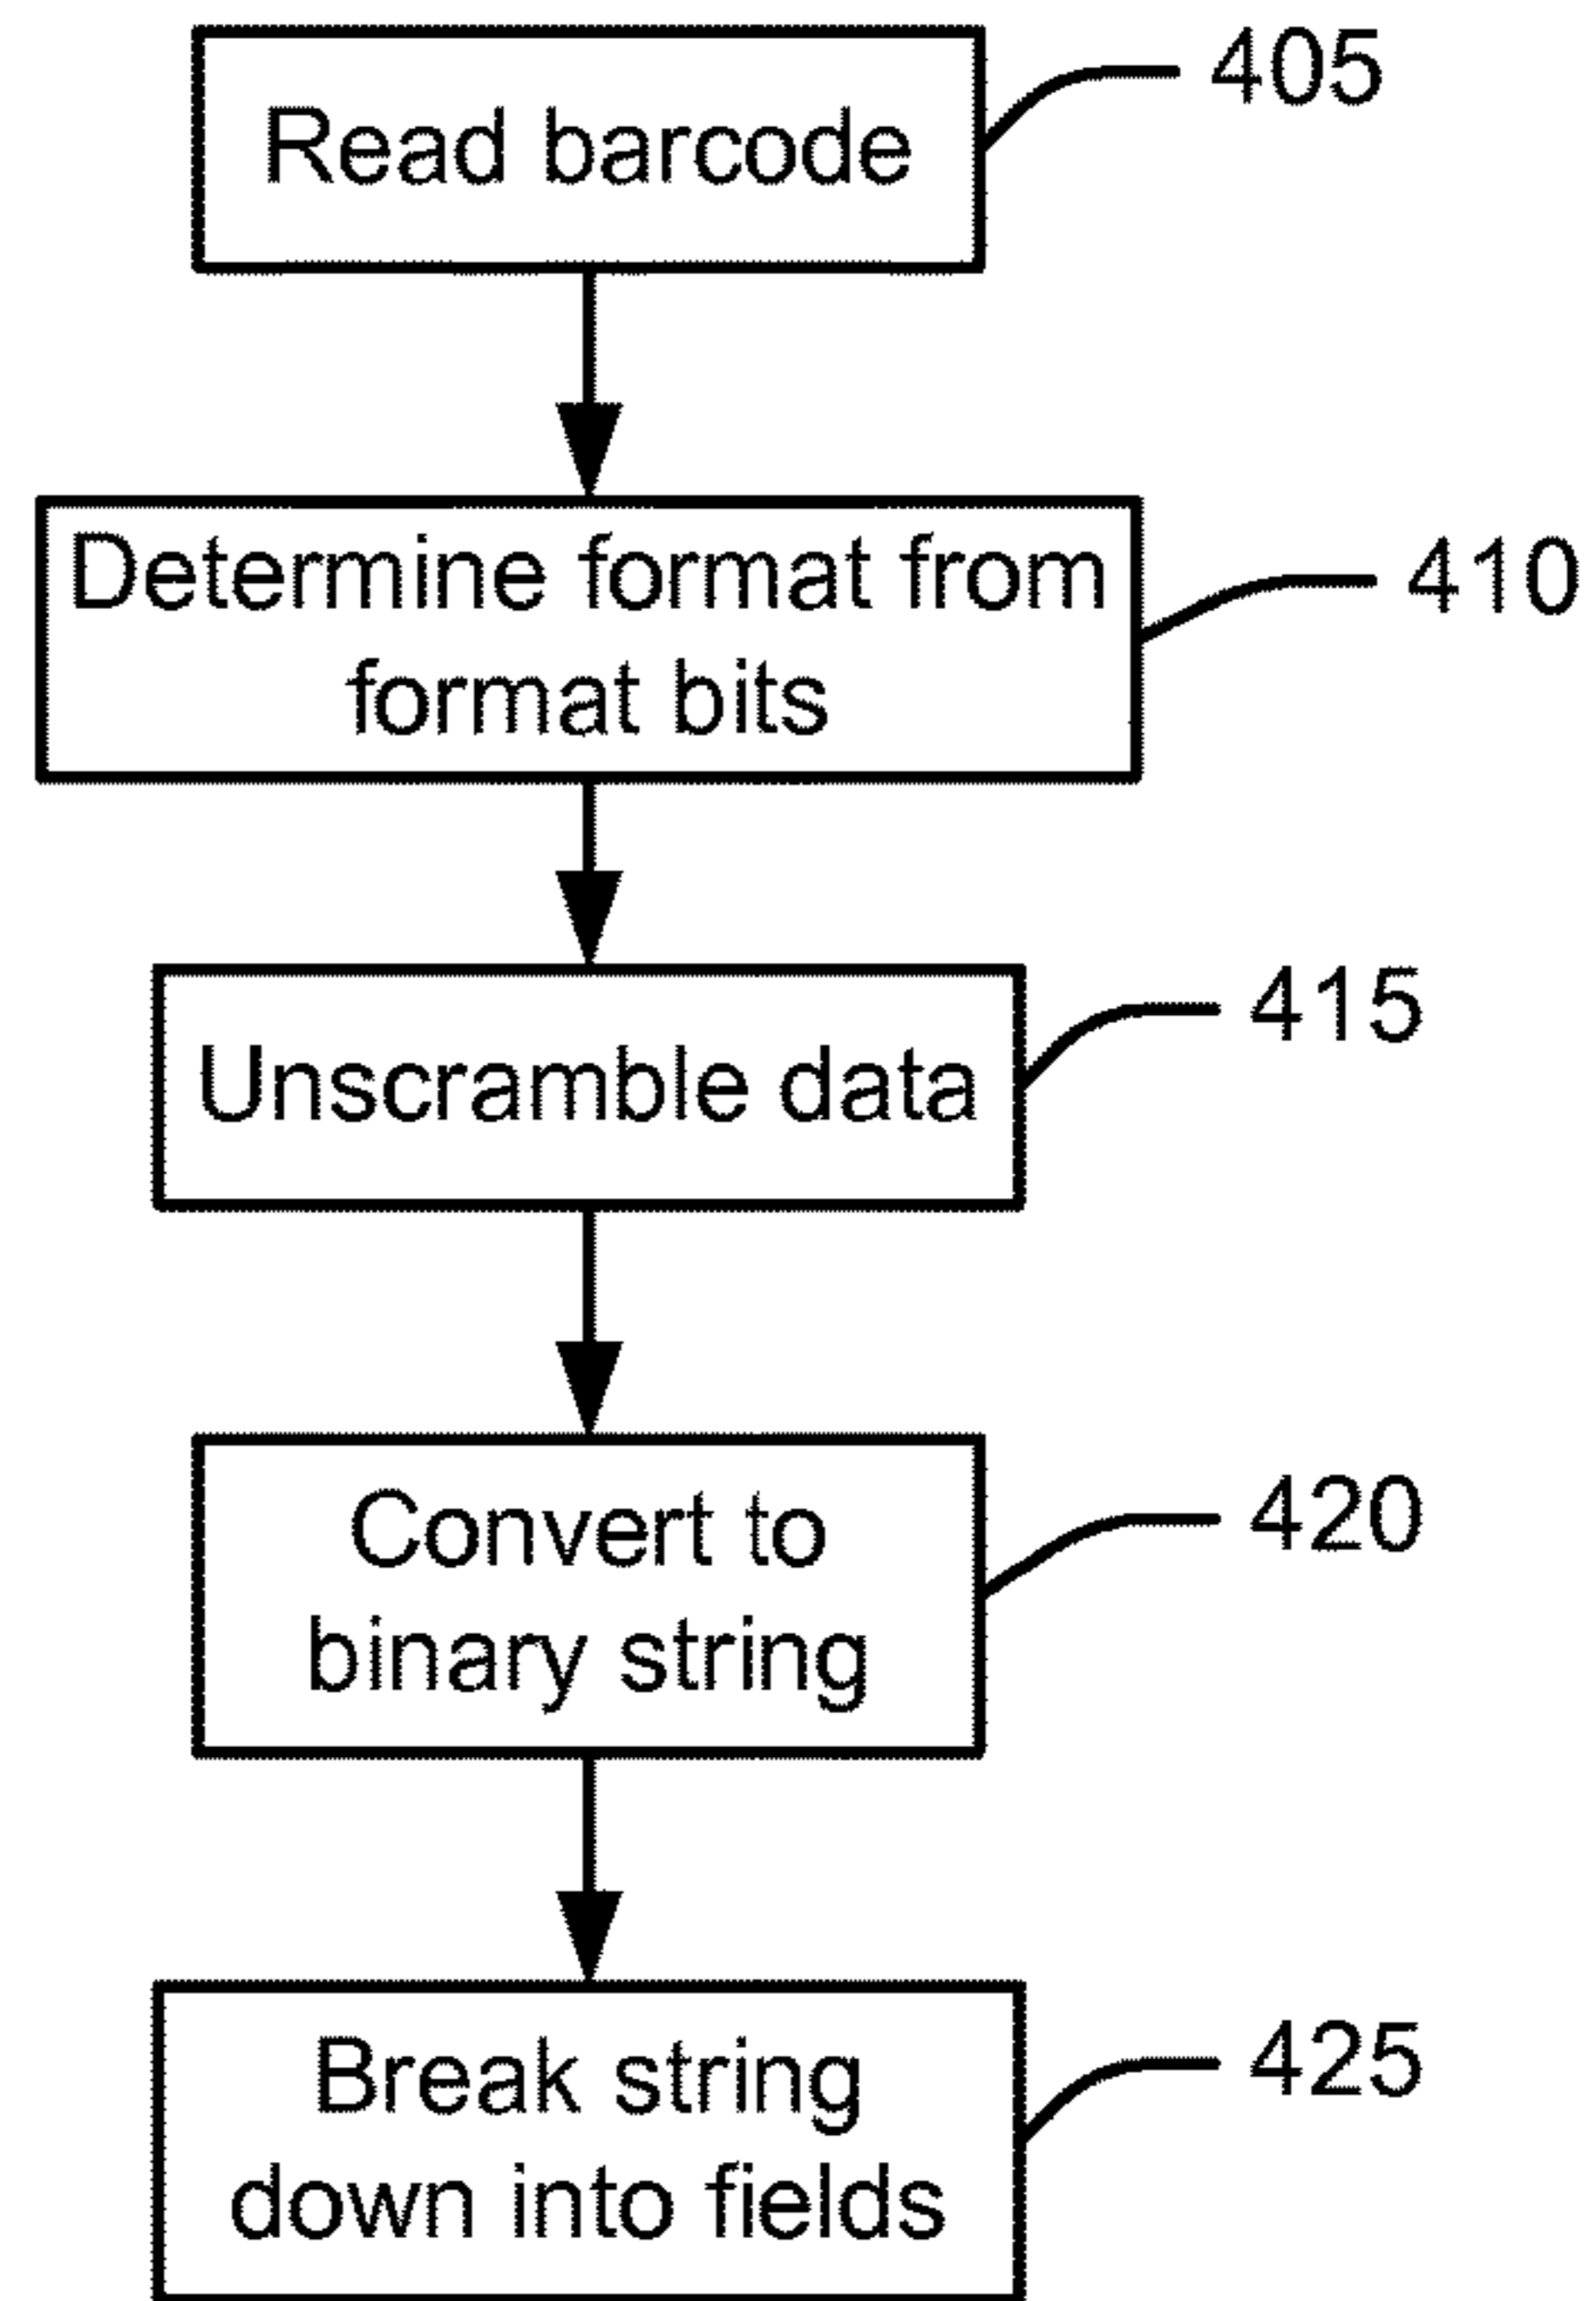 Read barcode
405
Determine format from
format bits
410
Unscramble data
415
Convert to
binary string
420
Break string
down into fields
425